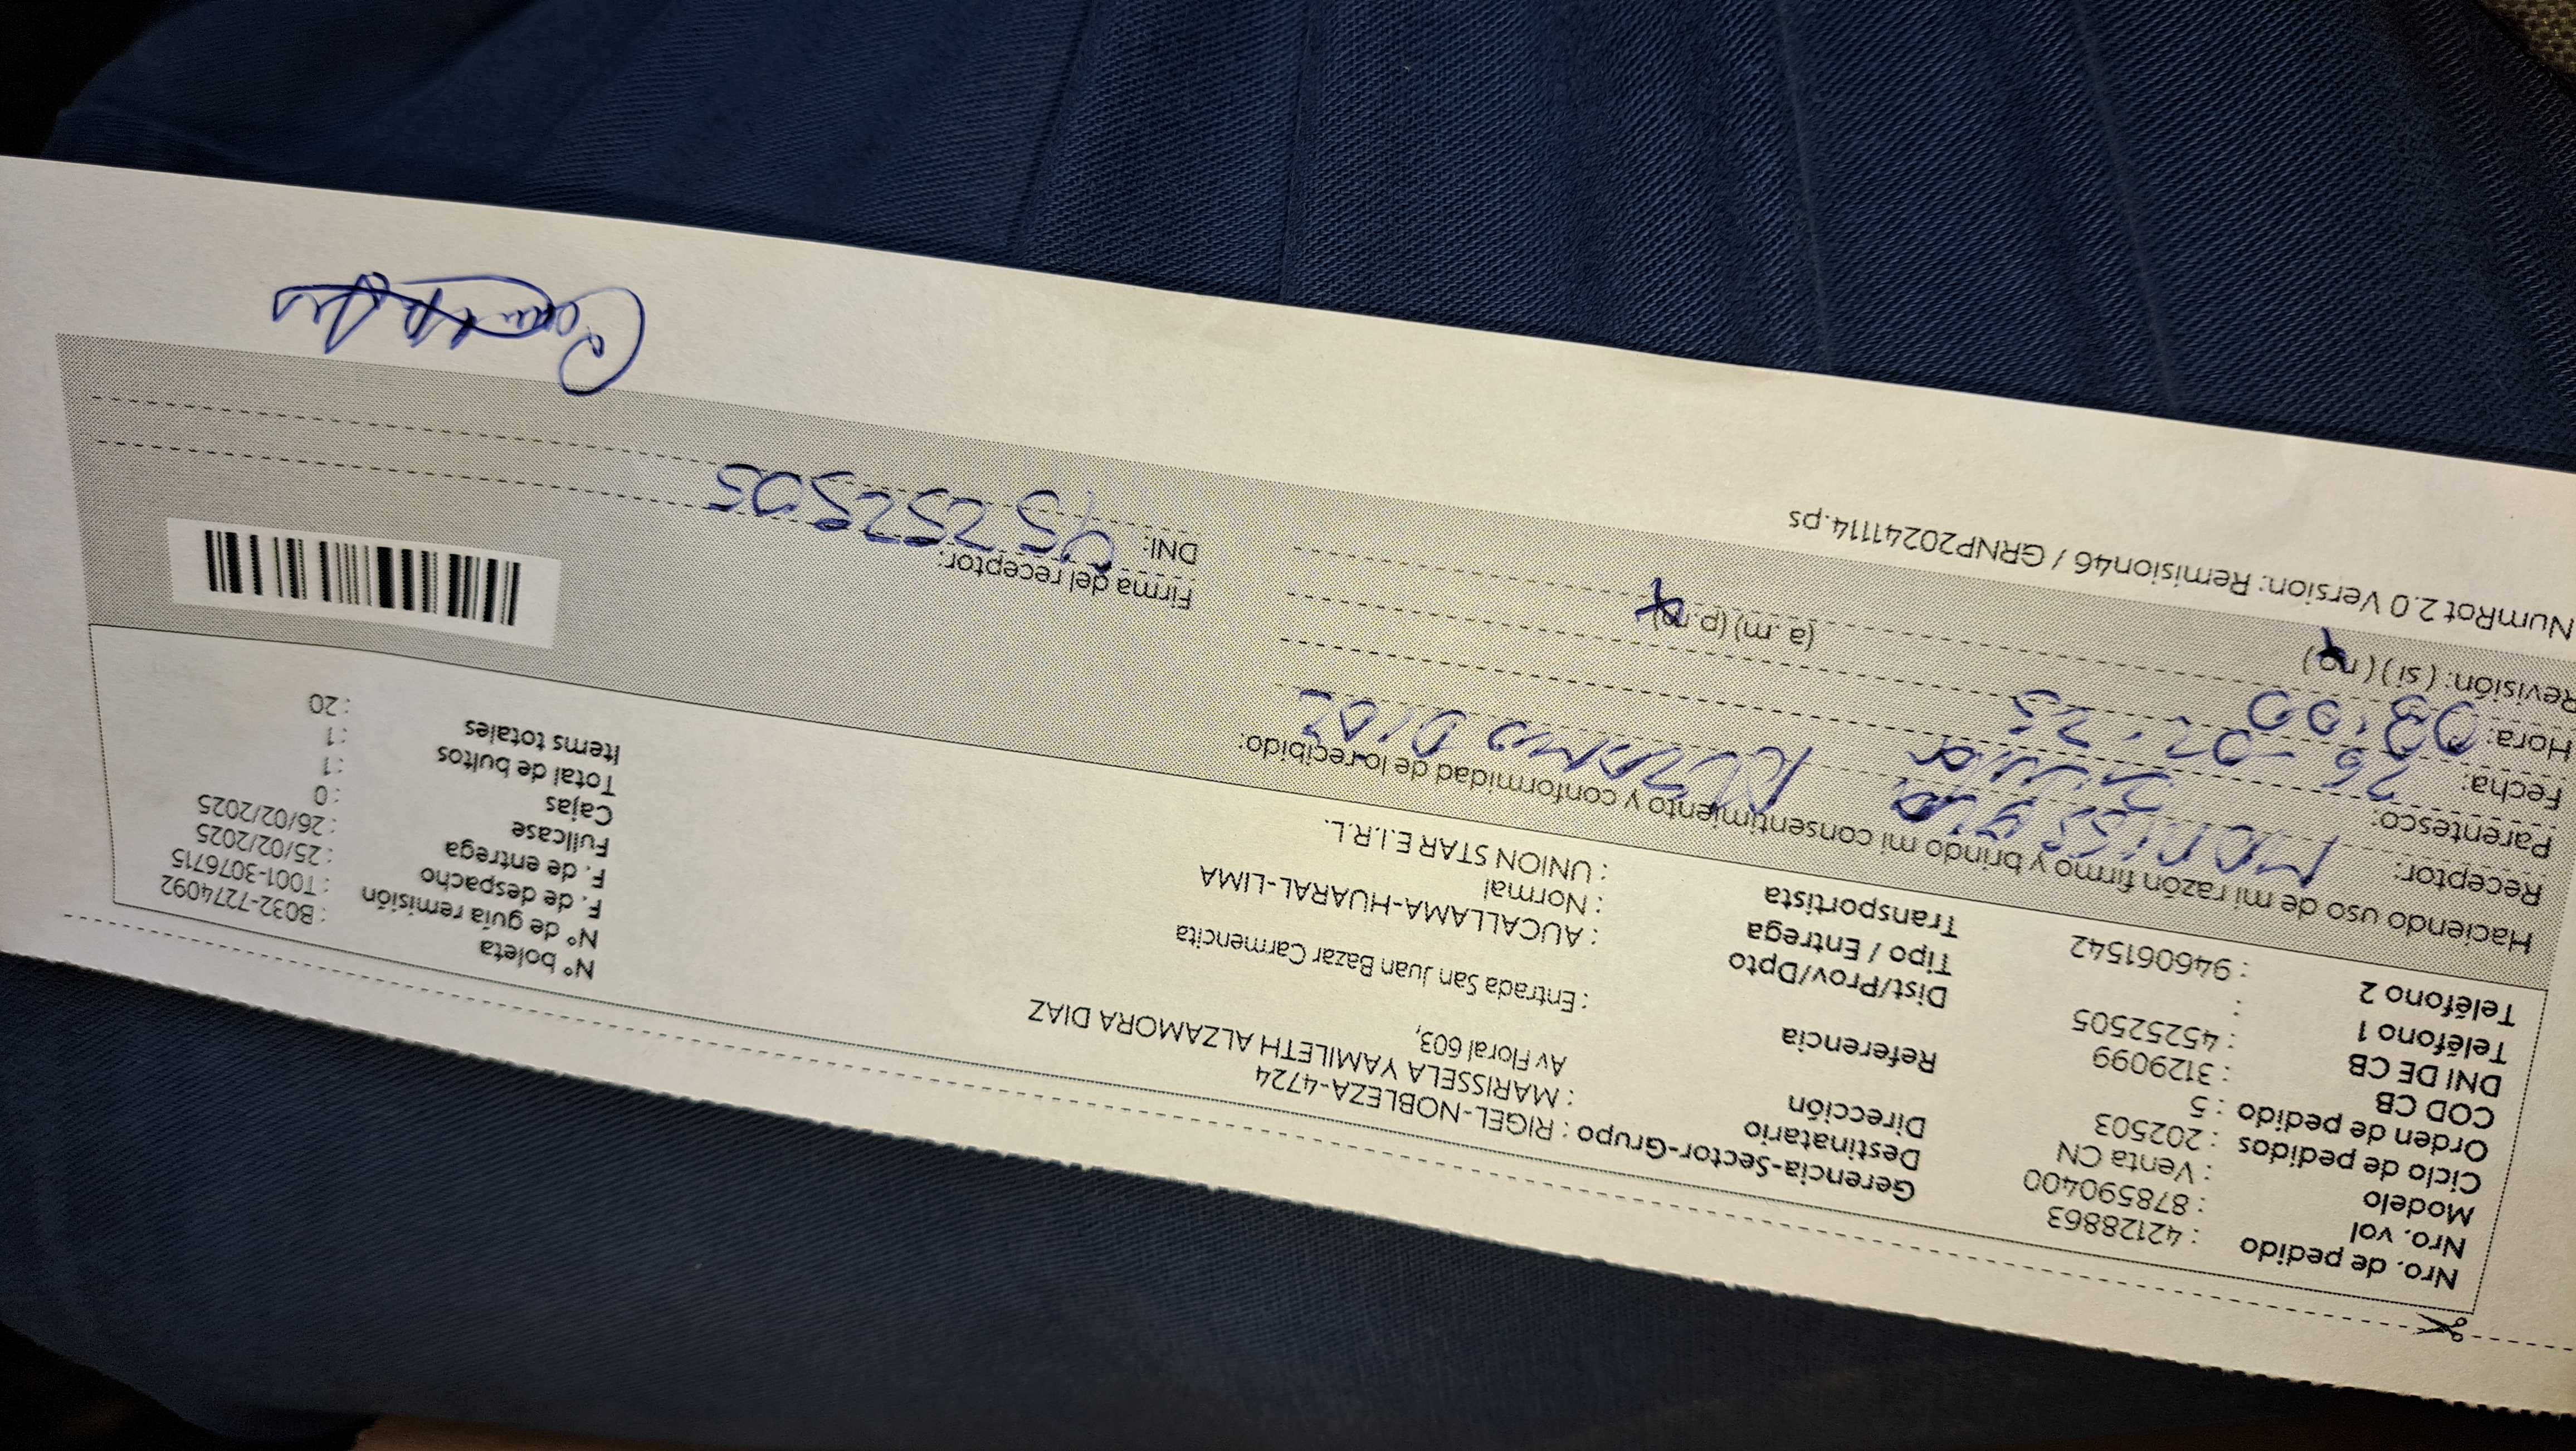 Nro. de pedido : 42128863
Nro. vol : 878590400
Modelo : Venta CN
Ciclo de pedidos : 202503
Orden de pedido : 5
COD CB : 3129099
DNI DE CB : 45252505
Teléfono 1 :
Teléfono 2 : 946061542
Gerencia-Sector-Grupo : RIGEL-NOBLEZA-4724
Destinatario : MARISSELA YAMILETH ALZAMORA DIAZ
Dirección Av Floral 603,
Referencia : Entrada San Juan Bazar Carmencita
Dist/Prov/Dpto : AUCALLAMA-HUARAL-LIMA
Tipo / Entrega : Normal
Transportista : UNION STAR E.I.R.L.
N° boleta : B032-7274092
N° de guía remisión : T001-3076715
F. de despacho : 25/02/2025
F. de entrega : 26/02/2025
Fullcase : 0
Cajas : 1
Total de bultos : 1
Items totales : 20
Haciendo uso de mi razón firmo y brindo mi consentimiento y conformidad de lo recibido:
Receptor:
Parentesco:
Fecha: 26-02-25
Hora: 03:00 (a.m) (p.m)
Revisión: (si) (no)
Firma del receptor:
DNI:
NumRot 2.0 Version: Remision46 / GRNP20241114.ps